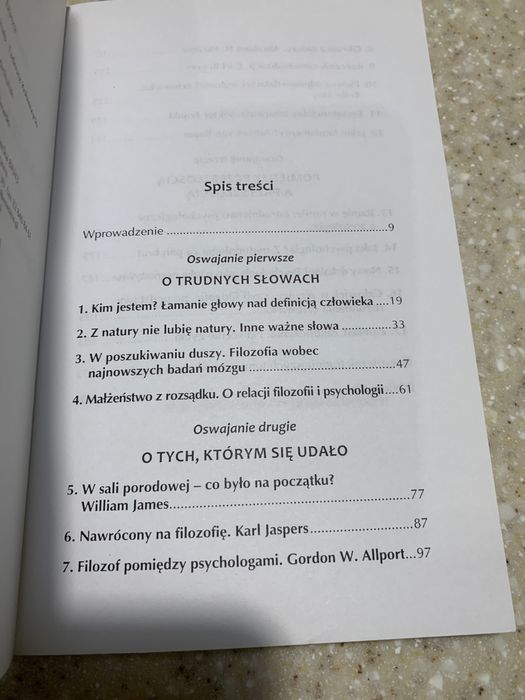 Spis treści
Wprowadzenie ..........................................................9
Oswajanie pierwsze
O TRUDNYCH SŁOWACH
1. Kim jestem? Łamanie głowy nad definicją człowieka ....19
2. Z natury nie lubię natury. Inne ważne słowa ..............33
3. W poszukiwaniu duszy. Filozofia wobec
najnowszych badań mózgu .........................................47
4. Małżeństwo z rozsądku. O relacji filozofii i psychologii....61
Oswajanie drugie
O TYCH, KTÓRYM SIĘ UDAŁO
5. W sali porodowej – co było na początku?
William James...............................................................77
6. Nawrócony na filozofię. Karl Jaspers..........................87
7. Filozof pomiędzy psychologami. Gordon W. Allport...97